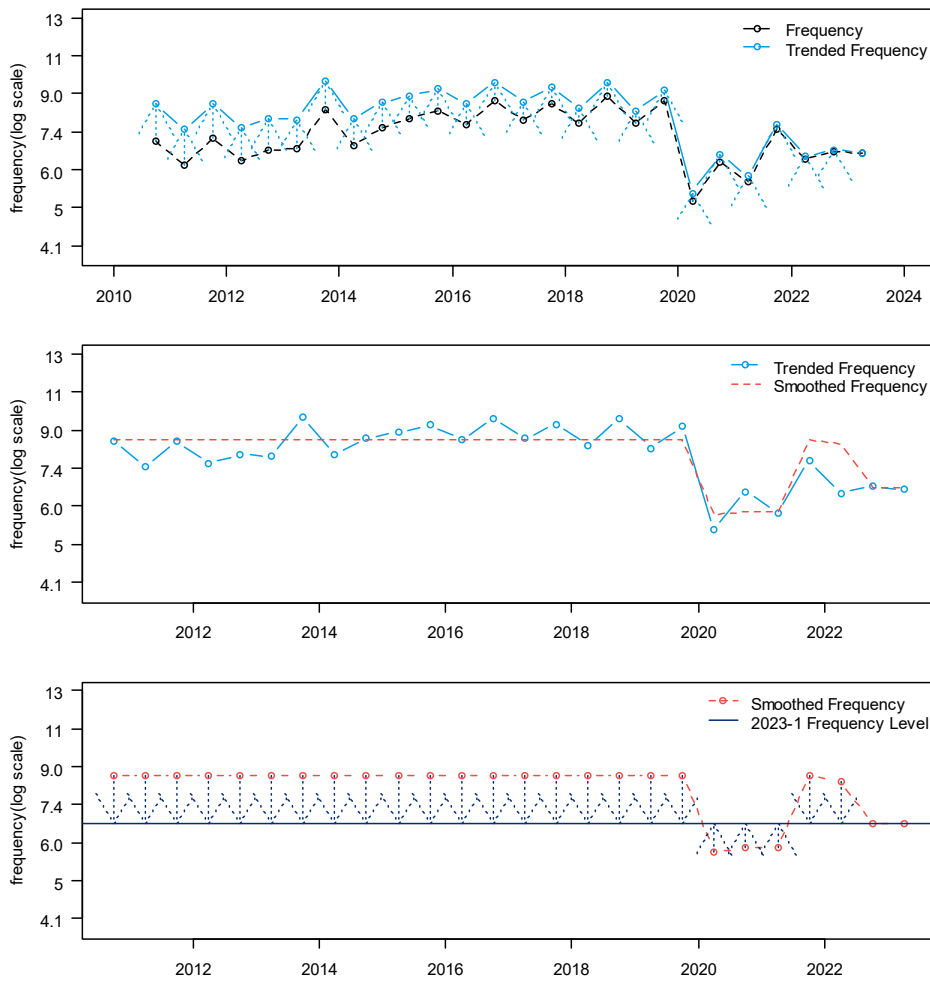 frequency(log scale)
13
11
9.0
7.4
6.0
5
4.1
Frequency
Trended Frequency
2010 2012 2014 2016 2018 2020 2022 2024
frequency(log scale)
13
11
9.0
7.4
6.0
5
4.1
Trended Frequency
Smoothed Frequency
2012 2014 2016 2018 2020 2022
frequency(log scale)
13
11
9.0
7.4
6.0
5
4.1
Smoothed Frequency
2023-1 Frequency Level
2012 2014 2016 2018 2020 2022